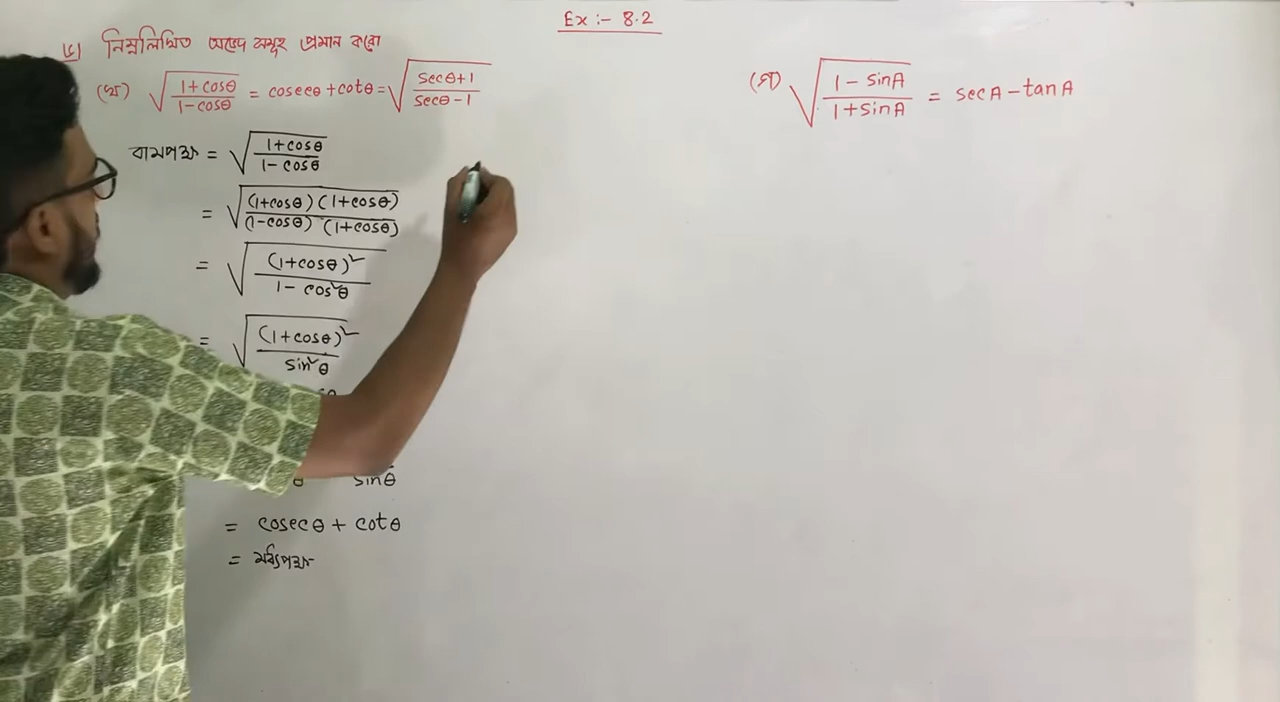 Ex :- 8.2
৫) নিম্নলিখিত অভেদ সমূহ প্রমান করো
(খ) √((1+cosθ)/(1-cosθ)) = cosecθ + cotθ = √((secθ+1)/(secθ-1))
বামপক্ষ = √((1+cosθ)/(1-cosθ))
= √((1+cosθ)(1+cosθ)/(1-cosθ)(1+cosθ))
= √((1+cosθ)²/(1-cos²θ))
= √((1+cosθ)²/sin²θ)
θ sinθ
= cosecθ + cotθ
= মধ্যপক্ষ
√((1-sinA)/(1+sinA)) = secA - tanA